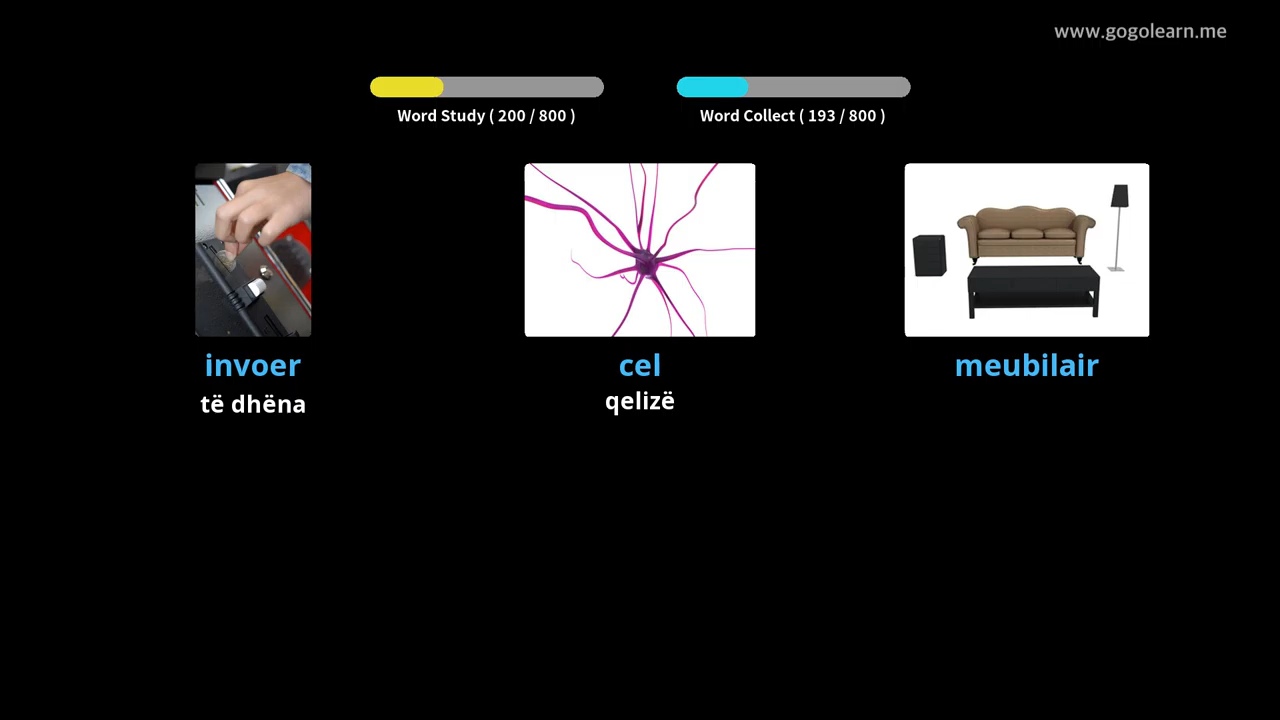 www.gogolearn.me
Word Study ( 200 / 800 )
Word Collect ( 193 / 800 )
invoer
cel
meubilair
të dhëna
qelizë